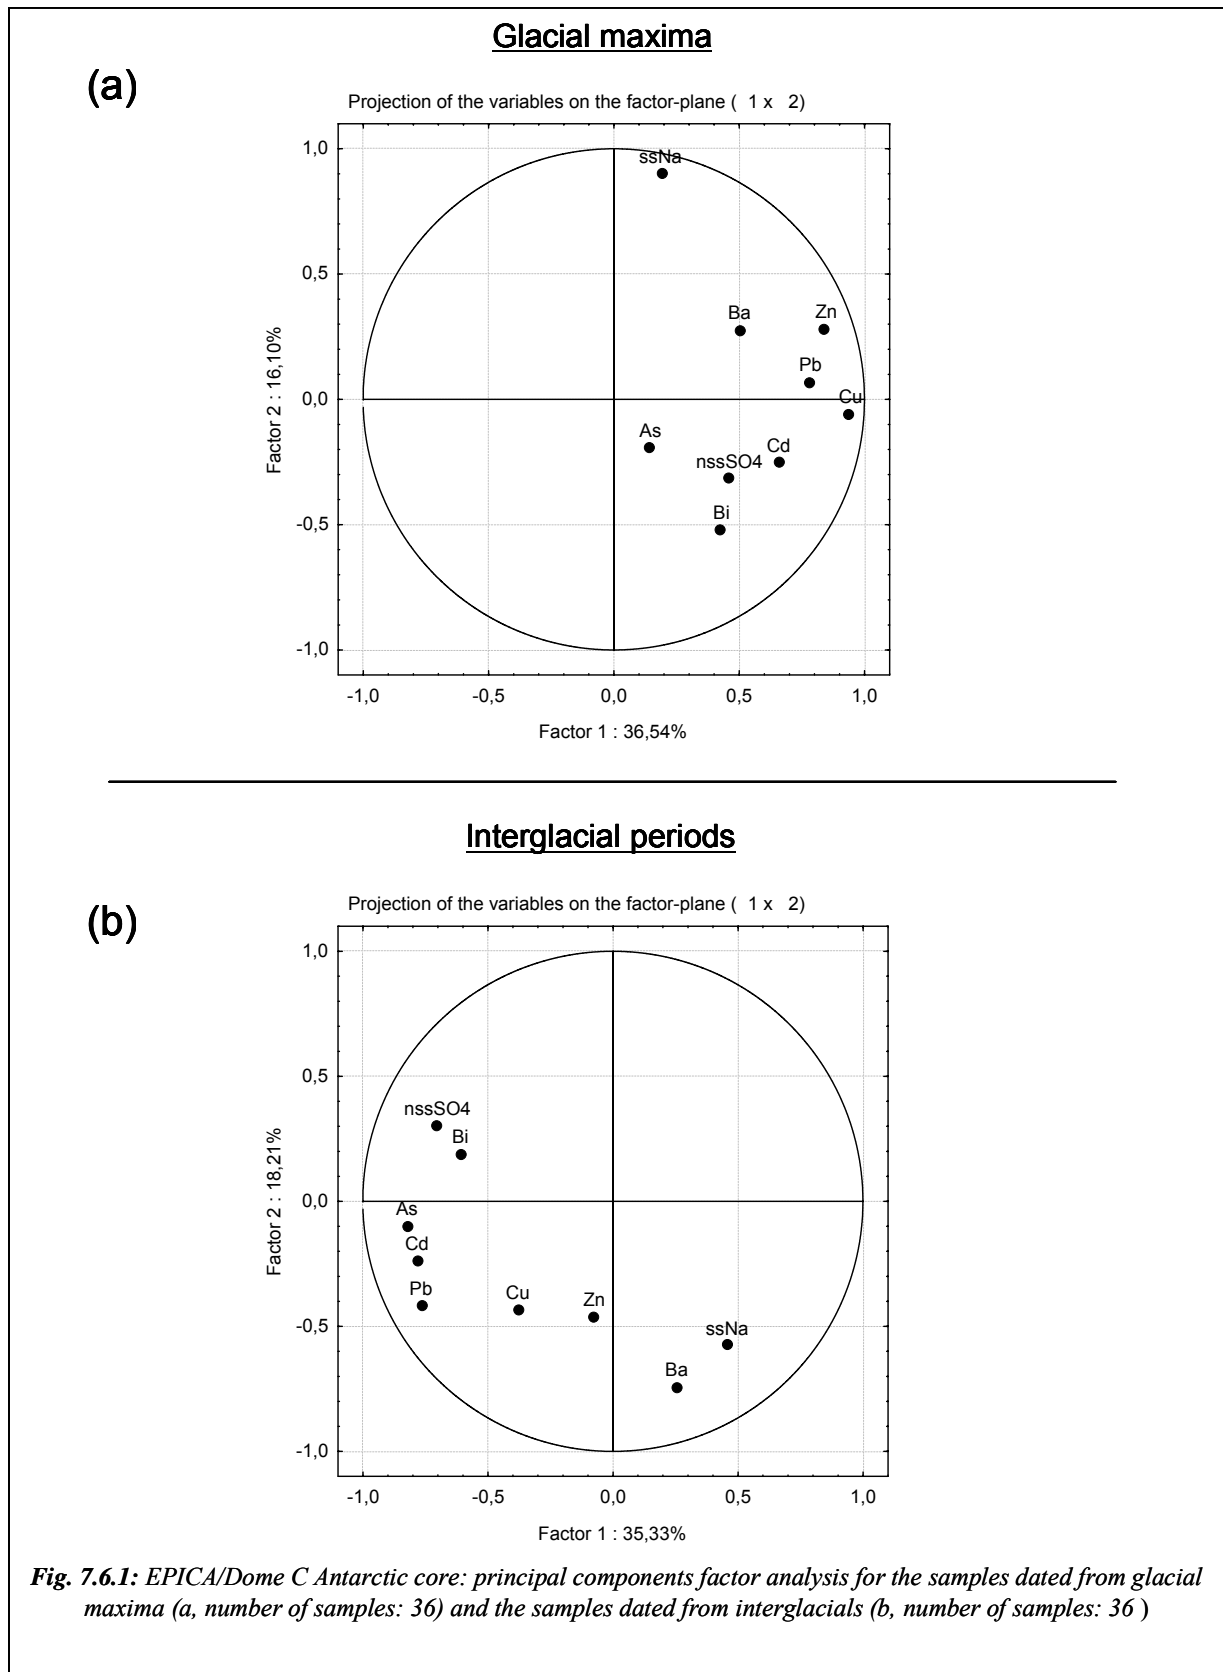 Glacial maxima
(a)
Projection of the variables on the factor-plane (  1 x   2)
1,0
ssNa
0,5
Ba
Zn
Pb
0,0
Cu
As
Cd
nssSO4
Bi
-0,5
-1,0
Factor 2 : 16,10%
-1,0 -0,5 0,0 0,5 1,0
Factor 1 : 36,54%
Interglacial periods
(b)
Projection of the variables on the factor-plane (  1 x   2)
1,0
0,5
nssSO4
Bi
0,0
As
Cd
Pb
Cu
Zn
-0,5
ssNa
Ba
-1,0
Factor 2 : 18,21%
-1,0 -0,5 0,0 0,5 1,0
Factor 1 : 35,33%
Fig. 7.6.1: EPICA/Dome C Antarctic core: principal components factor analysis for the samples dated from glacial
maxima (a, number of samples: 36) and the samples dated from interglacials (b, number of samples: 36 )